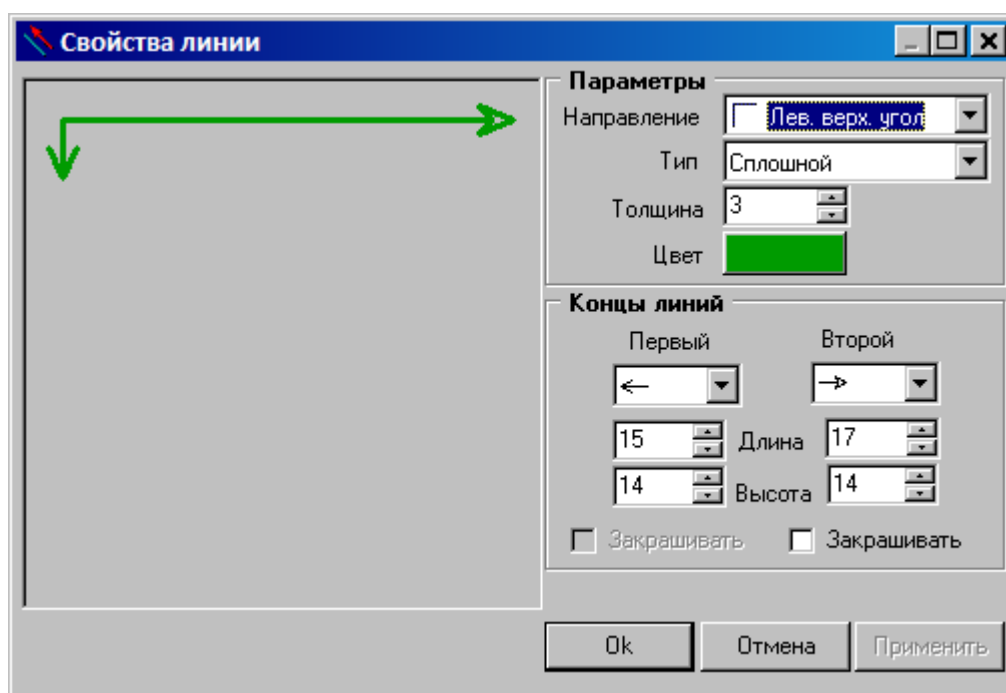 Свойства линии
Параметры
Направление Лев. верх. угол
Тип Сплошной
Толщина 3
Цвет
Концы линий
Первый Второй
15 Длина 17
14 Высота 14
Закрашивать Закрашивать
Ok Отмена Применить